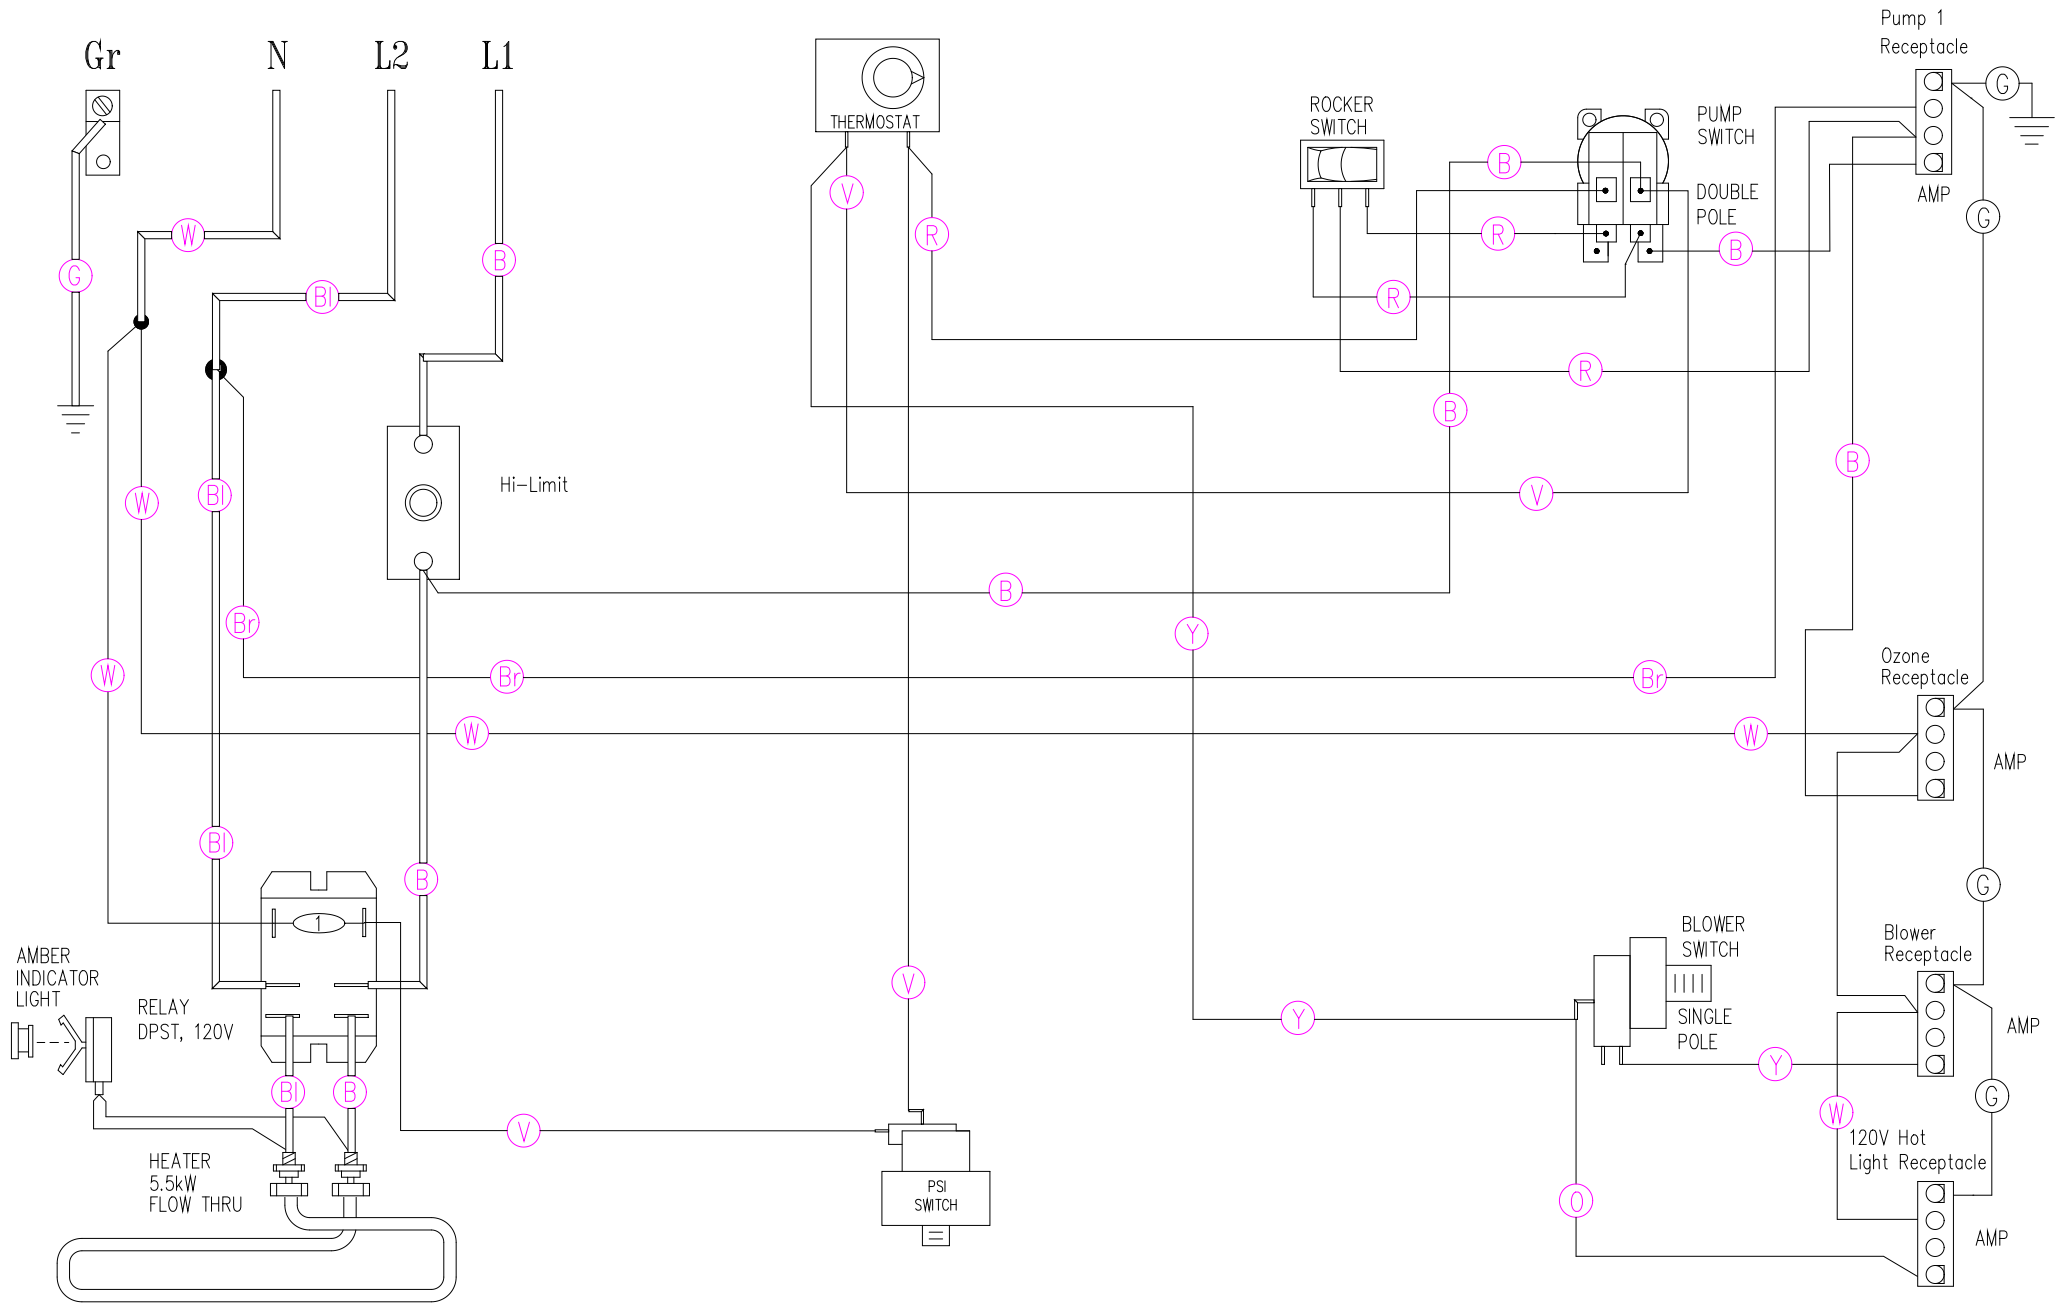 Gr
N
L2
L1
THERMOSTAT
ROCKER
SWITCH
PUMP
SWITCH
DOUBLE
POLE
Pump 1
Receptacle
AMP
G
G
W
G
Bl
B
V
R
B
R
B
R
R
B
B
Bl
W
Hi-Limit
V
B
Br
W
Br
Y
Br
W
W
Ozone
Receptacle
AMP
Bl
B
G
1
BLOWER
SWITCH
SINGLE
POLE
Blower
Receptacle
AMP
AMBER
INDICATOR
LIGHT
RELAY
DPST, 120V
V
Y
Y
Bl
B
V
G
W
120V Hot
Light Receptacle
AMP
HEATER
5.5kW
FLOW THRU
PSI
SWITCH
O